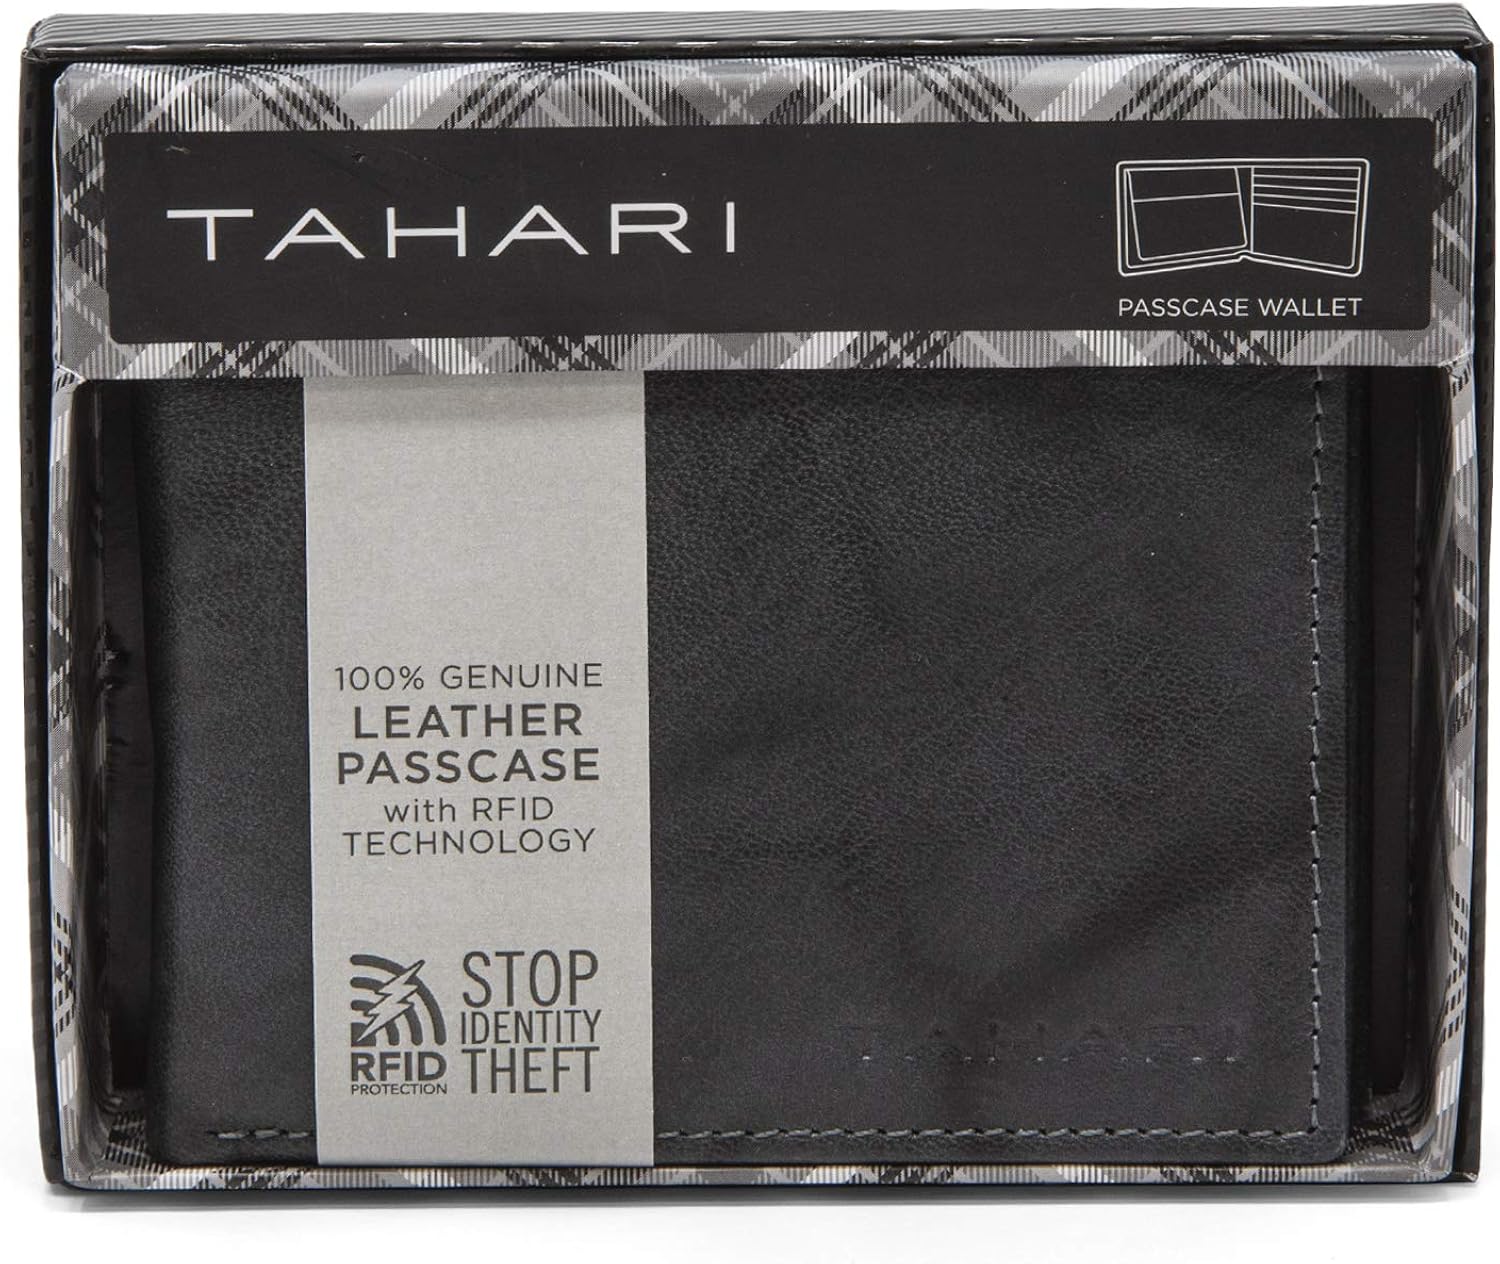 TAHARI
PASSCASE WALLET
100% GENUINE
LEATHER
PASSCASE
with RFID
TECHNOLOGY
RFID
PROTECTION
STOP
IDENTITY
THEFT
TAHARI